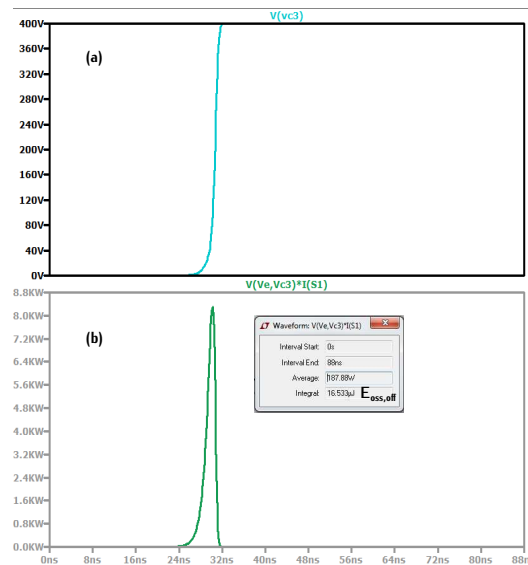 V(vc3)
400V
360V
320V
280V
240V
200V
160V
120V
80V
40V
0V
(a)
V(Ve,Vc3)*I(S1)
8.8KW
8.2KW
7.2KW
6.4KW
5.6KW
4.8KW
4.0KW
3.2KW
2.4KW
1.6KW
0.8KW
0.0KW
(b)
Waveform: V(Ve,Vc3)*I(S1)
Interval Start: 0s
Interval End: 88ns
Average: 187.88W
Integral: 16.533µJ E oss,off
0ns 8ns 16ns 24ns 32ns 40ns 48ns 56ns 64ns 72ns 80ns 88ns